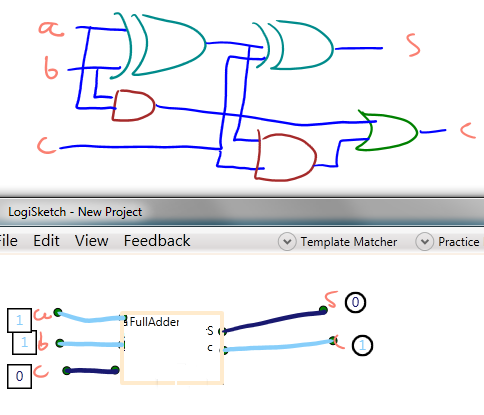 a
S
b
c
c
LogiSketch - New Project
File Edit View Feedback Template Matcher Practice
1 a FullAdder S S 0
1 b c c 1
0 c